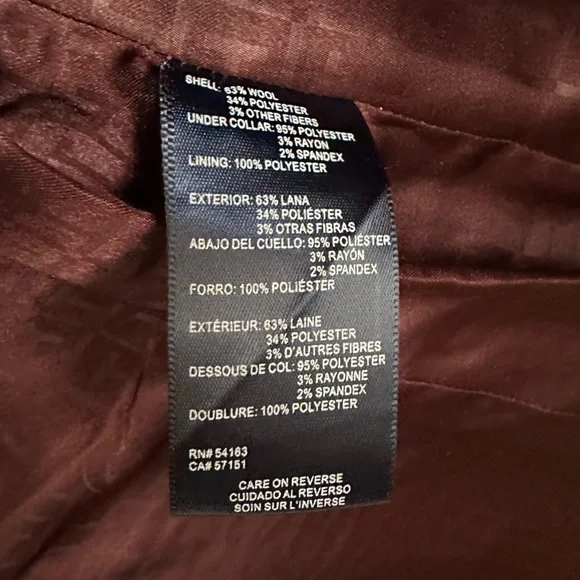 SHELL: 63% WOOL
34% POLYESTER
3% OTHER FIBERS
UNDER COLLAR: 95% POLYESTER
3% RAYON
2% SPANDEX
LINING: 100% POLYESTER
EXTERIOR: 63% LANA
34% POLIÉSTER
3% OTRAS FIBRAS
ABAJO DEL CUELLO: 95% POLIÉSTER
3% RAYÓN
2% SPANDEX
FORRO: 100% POLIÉSTER
EXTÉRIEUR: 63% LAINE
34% POLYESTER
3% D'AUTRES FIBRES
DESSOUS DE COL: 95% POLYESTER
3% RAYONNE
2% SPANDEX
DOUBLURE: 100% POLYESTER
RN# 54163
CA# 57151
CARE ON REVERSE
CUIDADO AL REVERSO
SOIN SUR L'INVERSE